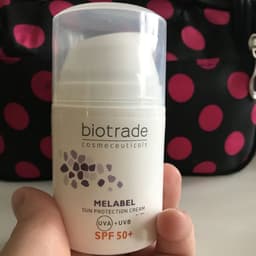 biotrade
cosmeceuticals
MELABEL
SUN PROTECTION CREAM
UVA + UVB
SPF 50+